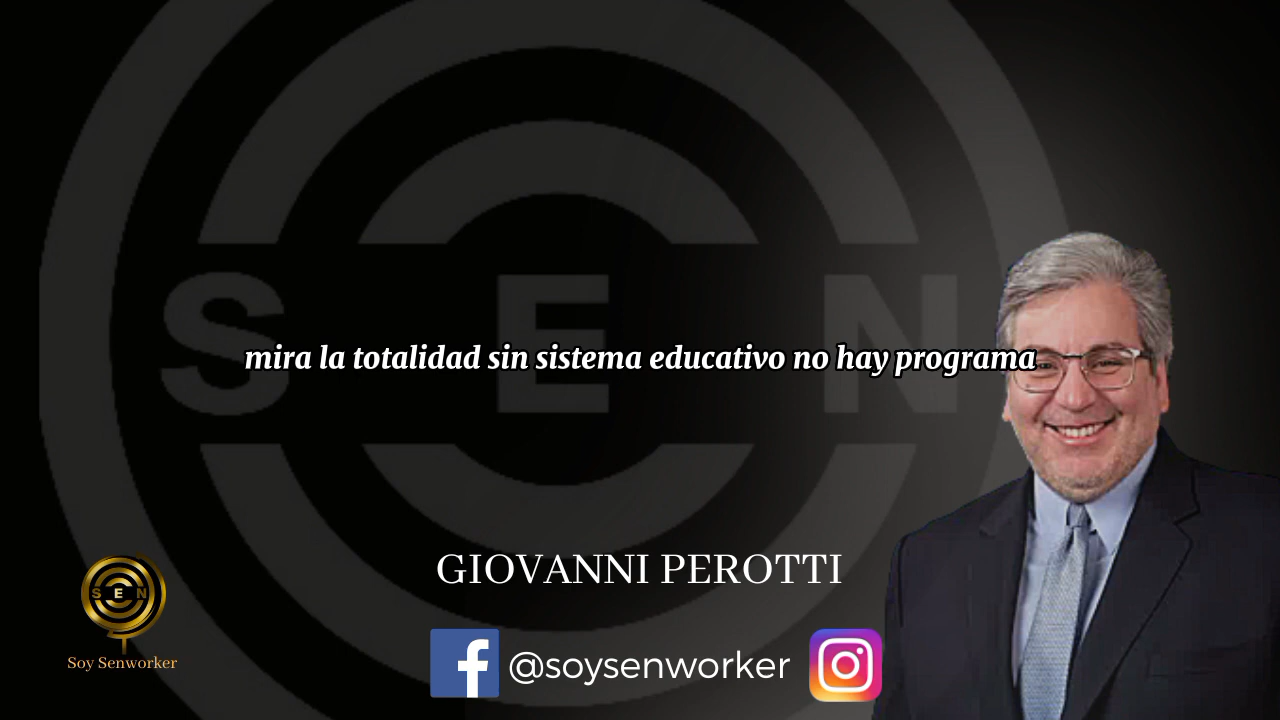 S E N
mira la totalidad sin sistema educativo no hay programa
GIOVANNI PEROTTI
S E N
Soy Senworker
@soysenworker